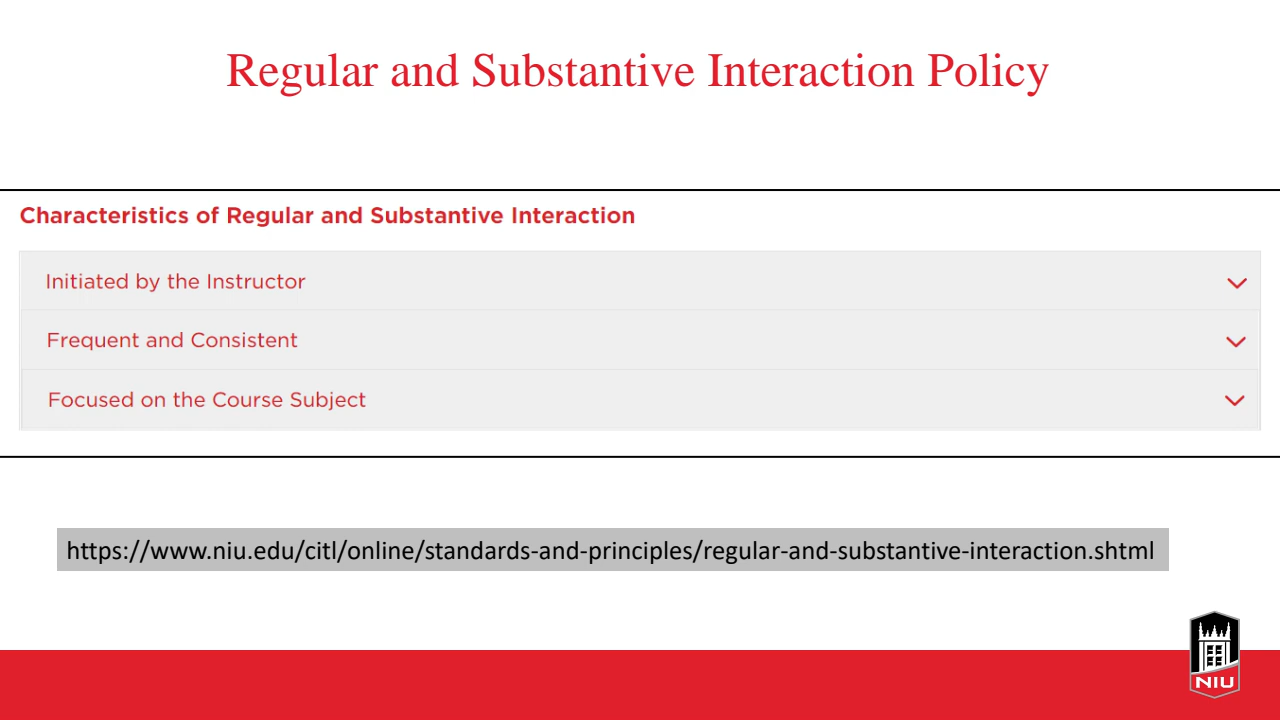 Regular and Substantive Interaction Policy
Characteristics of Regular and Substantive Interaction
Initiated by the Instructor
Frequent and Consistent
Focused on the Course Subject
https://www.niu.edu/citl/online/standards-and-principles/regular-and-substantive-interaction.shtml
NIU